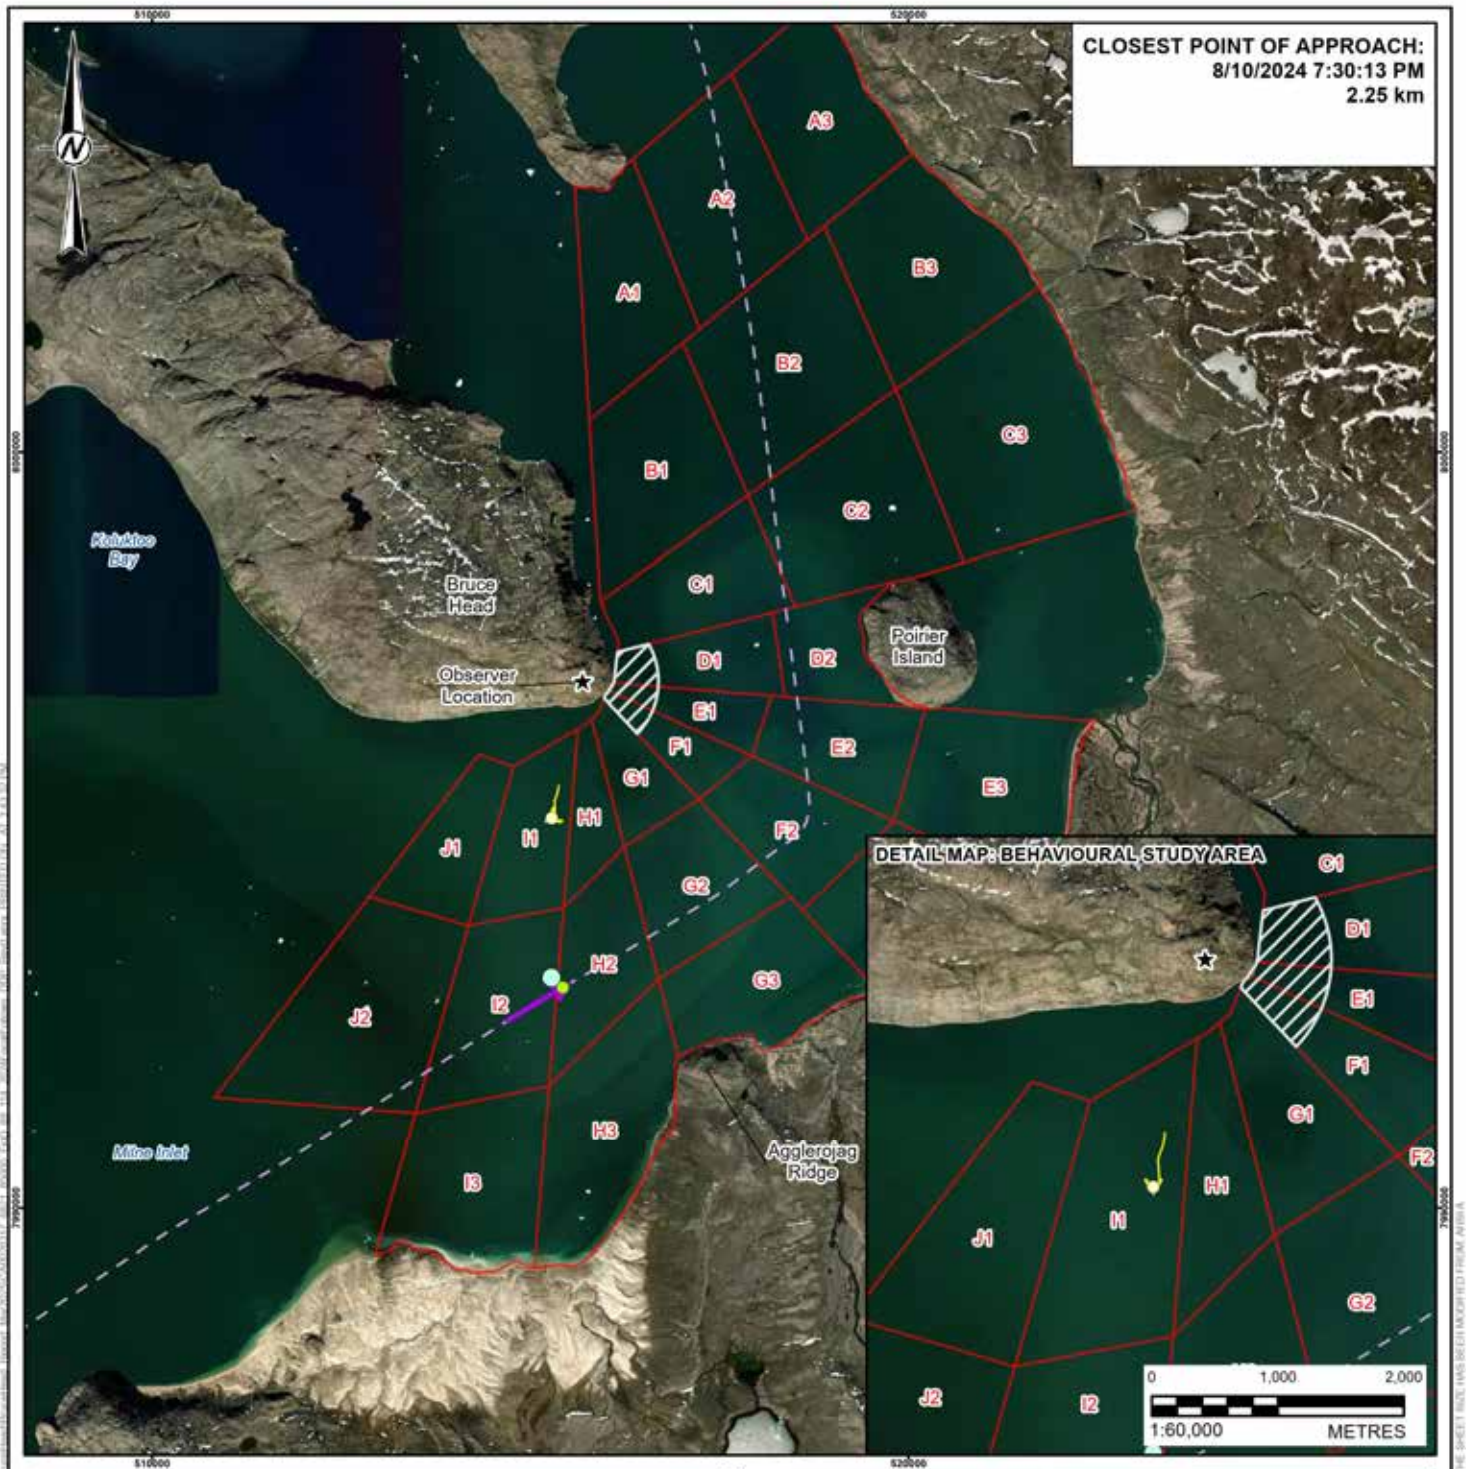 510000
520000
CLOSEST POINT OF APPROACH:
8/10/2024 7:30:13 PM
2.25 km
N
A3
A2
B3
A1
B2
8000000
8000000
C3
B1
C2
Koluktoo
Bay
Bruce
Head
C1
Poirier
Island
D1
D2
Observer
Location
E1
F1
E2
G1
E3
I1
H1
F2
J1
G2
H2
G3
I2
J2
H3
Milne Inlet
Agglerojag
Ridge
I3
7990000
7990000
DETAIL MAP: BEHAVIOURAL STUDY AREA
C1
D1
E1
F1
G1
F2
H1
I1
J1
G2
J2
I2
0 1,000 2,000
1:60,000 METRES
510000
520000